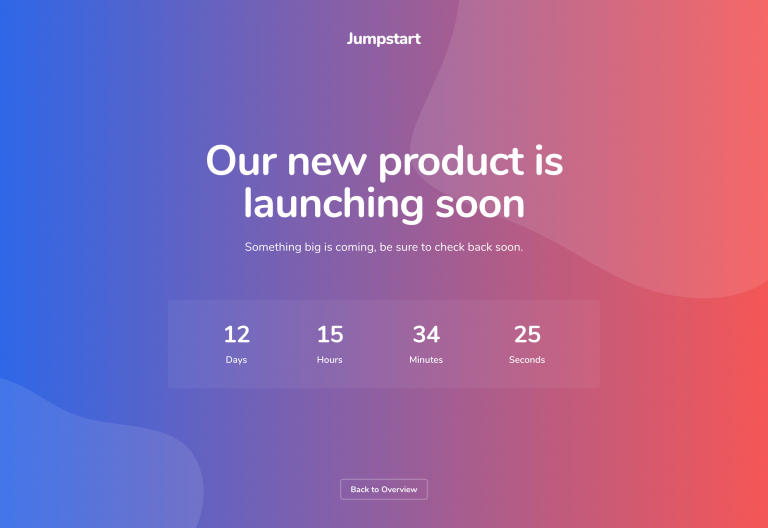 Jumpstart
Our new product is
launching soon
Something big is coming, be sure to check back soon.
12 15 34 25
Days Hours Minutes Seconds
Back to Overview